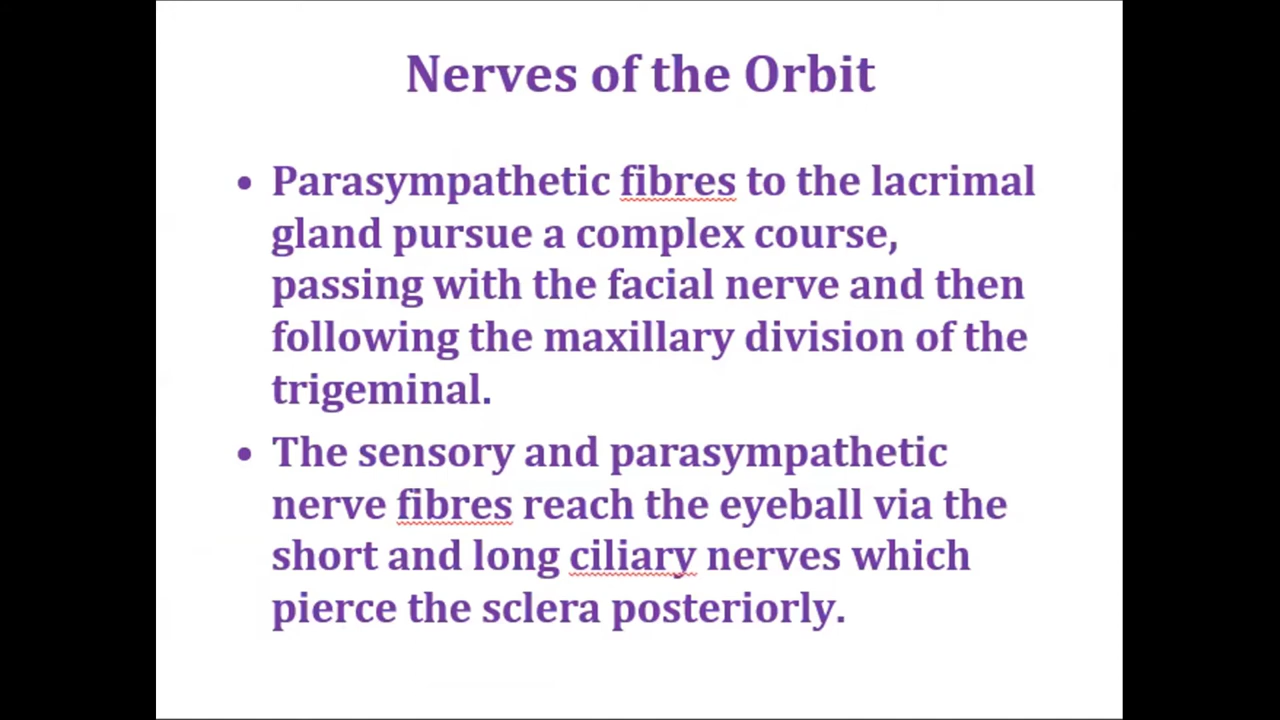 Nerves of the Orbit
• Parasympathetic fibres to the lacrimal
gland pursue a complex course,
passing with the facial nerve and then
following the maxillary division of the
trigeminal.
• The sensory and parasympathetic
nerve fibres reach the eyeball via the
short and long ciliary nerves which
pierce the sclera posteriorly.